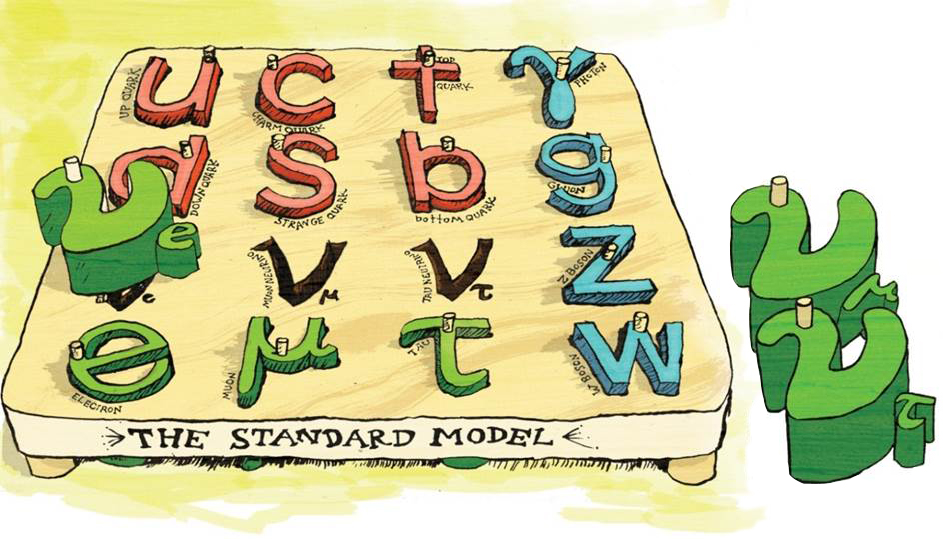 u c t γ
UP QUARK CHARM QUARK TOP QUARK PHOTON
d s b g
DOWN QUARK STRANGE QUARK bottom QUARK GLUON
ν e ν μ ν τ Z
MUON NEUTRINO TAU NEUTRINO Z BOSON
e μ τ W
ELECTRON MUON TAU W BOSON
THE STANDARD MODEL
ν μ
ν τ